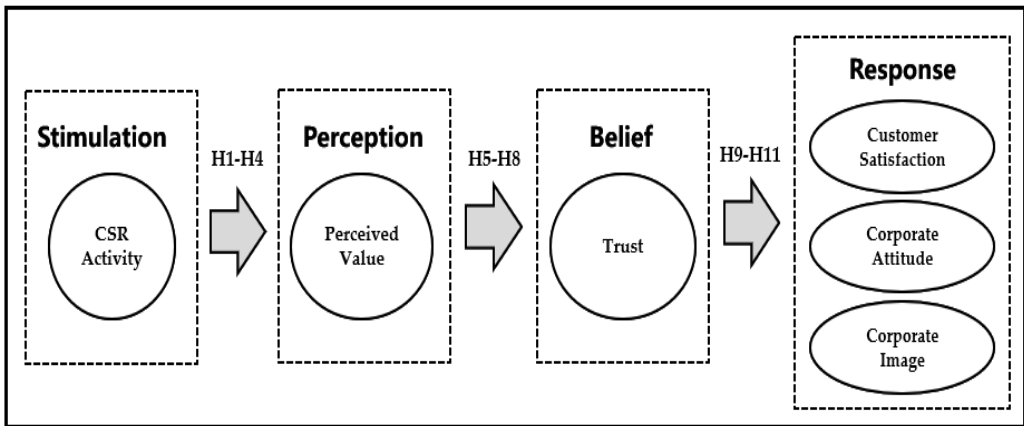 Stimulation
CSR
Activity
H1-H4
Perception
Perceived
Value
H5-H8
Belief
Trust
H9-H11
Response
Customer
Satisfaction
Corporate
Attitude
Corporate
Image